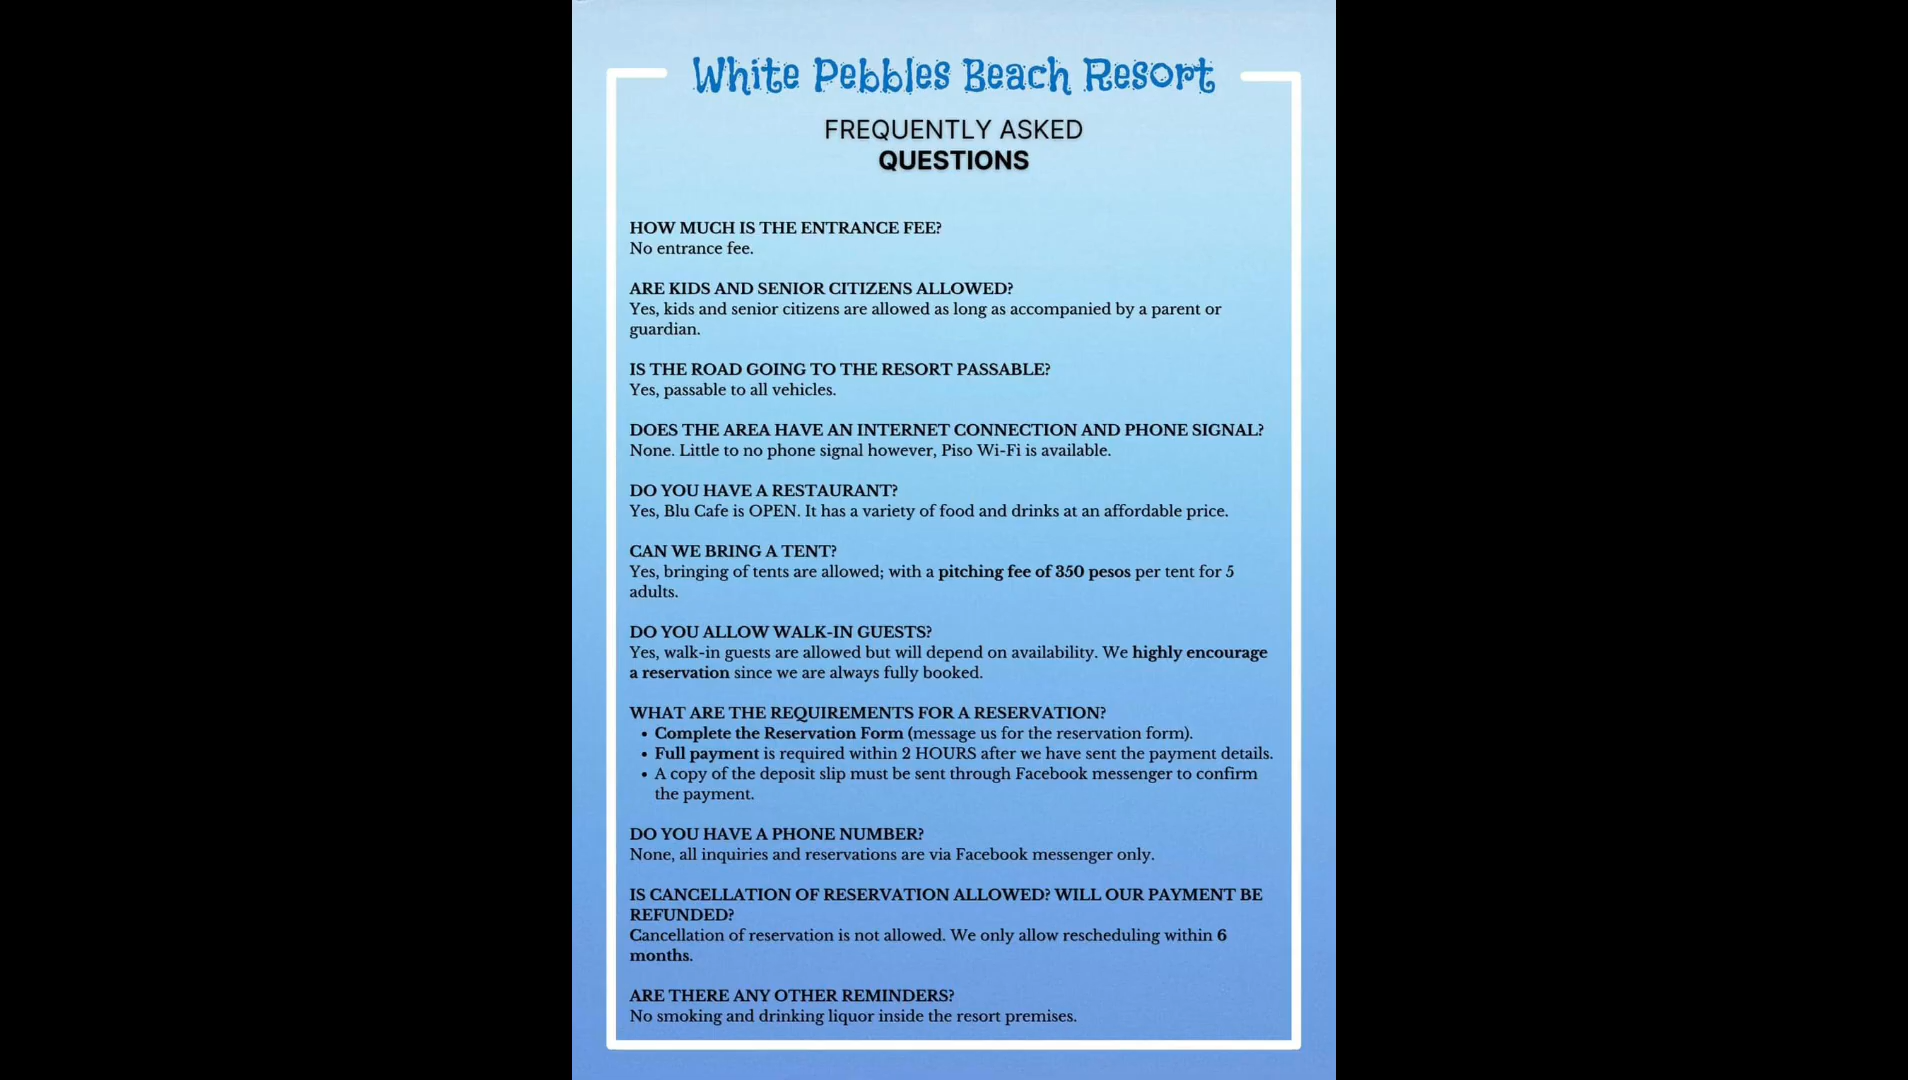 White Pebbles Beach Resort
FREQUENTLY ASKED
QUESTIONS
HOW MUCH IS THE ENTRANCE FEE?
No entrance fee.
ARE KIDS AND SENIOR CITIZENS ALLOWED?
Yes, kids and senior citizens are allowed as long as accompanied by a parent or
guardian.
IS THE ROAD GOING TO THE RESORT PASSABLE?
Yes, passable to all vehicles.
DOES THE AREA HAVE AN INTERNET CONNECTION AND PHONE SIGNAL?
None. Little to no phone signal however, Piso Wi-Fi is available.
DO YOU HAVE A RESTAURANT?
Yes, Blu Cafe is OPEN. It has a variety of food and drinks at an affordable price.
CAN WE BRING A TENT?
Yes, bringing of tents are allowed; with a pitching fee of 350 pesos per tent for 5
adults.
DO YOU ALLOW WALK-IN GUESTS?
Yes, walk-in guests are allowed but will depend on availability. We highly encourage
a reservation since we are always fully booked.
WHAT ARE THE REQUIREMENTS FOR A RESERVATION?
• Complete the Reservation Form (message us for the reservation form).
• Full payment is required within 2 HOURS after we have sent the payment details.
• A copy of the deposit slip must be sent through Facebook messenger to confirm
the payment.
DO YOU HAVE A PHONE NUMBER?
None, all inquiries and reservations are via Facebook messenger only.
IS CANCELLATION OF RESERVATION ALLOWED? WILL OUR PAYMENT BE
REFUNDED?
Cancellation of reservation is not allowed. We only allow rescheduling within 6
months.
ARE THERE ANY OTHER REMINDERS?
No smoking and drinking liquor inside the resort premises.